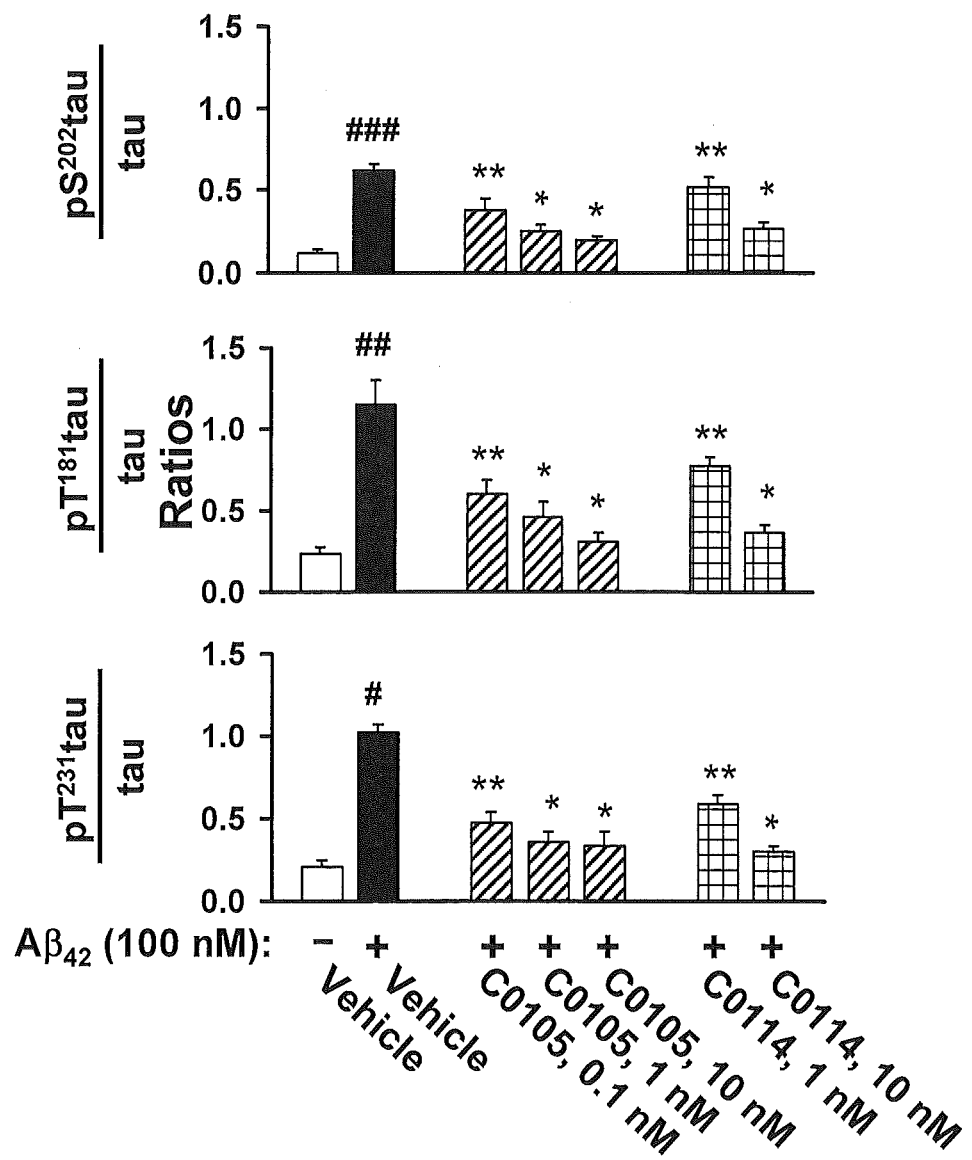 pS²⁰²tau
tau
1.5
1.0
0.5
0.0
###
**
*
*
**
*
pT¹⁸¹tau
tau
Ratios
1.5
1.0
0.5
0.0
##
**
*
*
**
*
pT²³¹tau
tau
1.5
1.0
0.5
0.0
#
**
*
*
**
*
Aβ₄₂ (100 nM): − + + + + + +
Vehicle
Vehicle
C0105, 0.1 nM
C0105, 1 nM
C0105, 10 nM
C0114, 1 nM
C0114, 10 nM